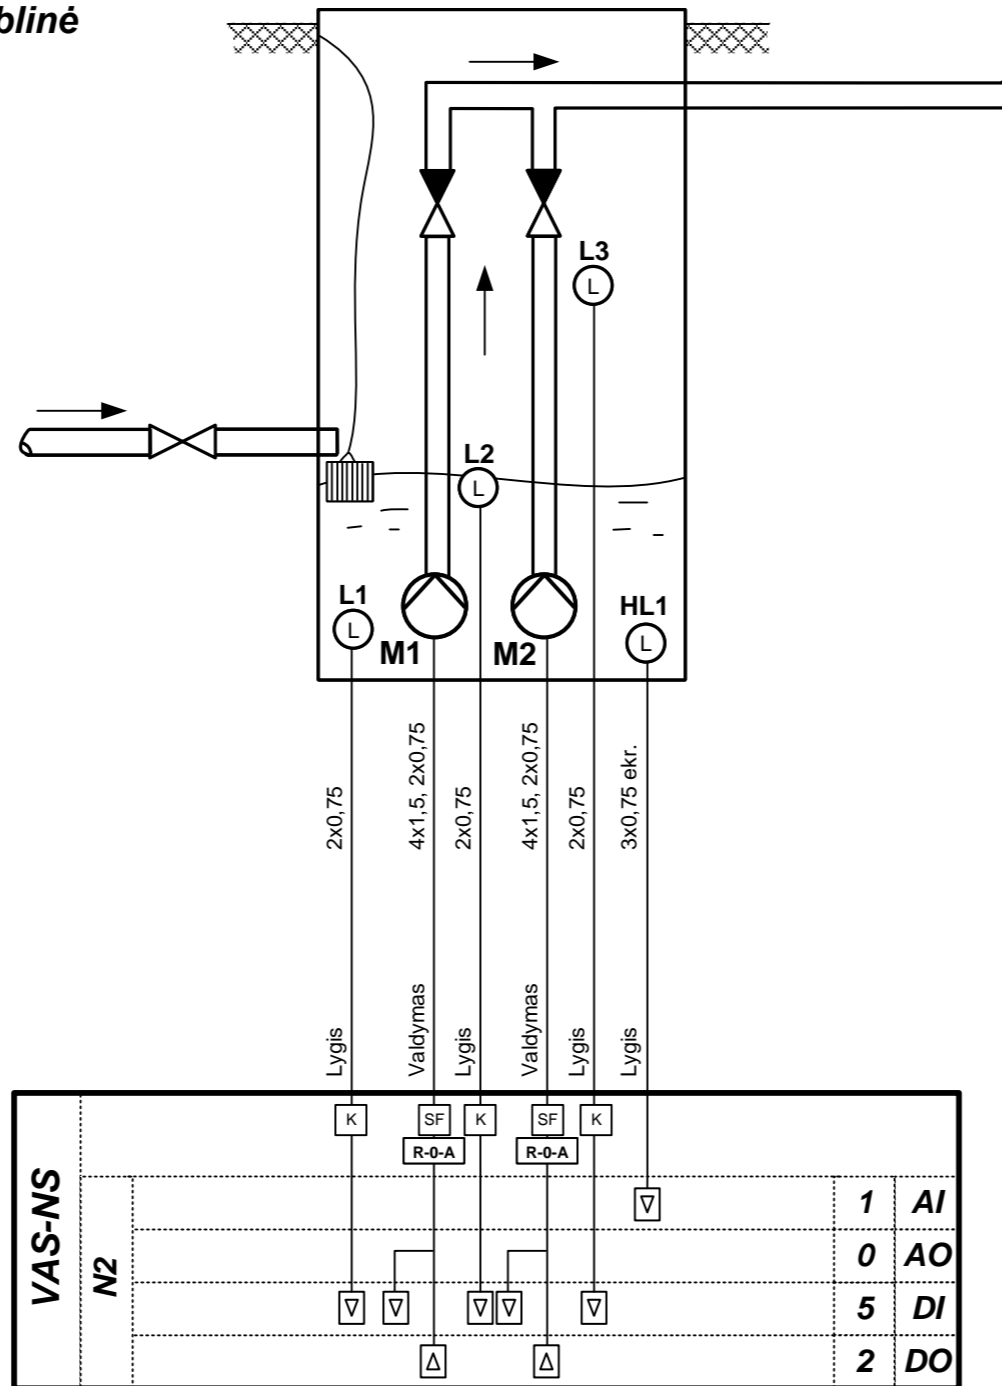 blinė
L3
L
L2
L
L1
L
HL1
L
M1
M2
2x0,75
4x1,5, 2x0,75
2x0,75
4x1,5, 2x0,75
2x0,75
3x0,75 ekr.
Lygis
Valdymas
Lygis
Valdymas
Lygis
Lygis
K
SF
K
SF
K
R-0-A
R-0-A
VAS-NS
N2
1 AI
0 AO
5 DI
2 DO